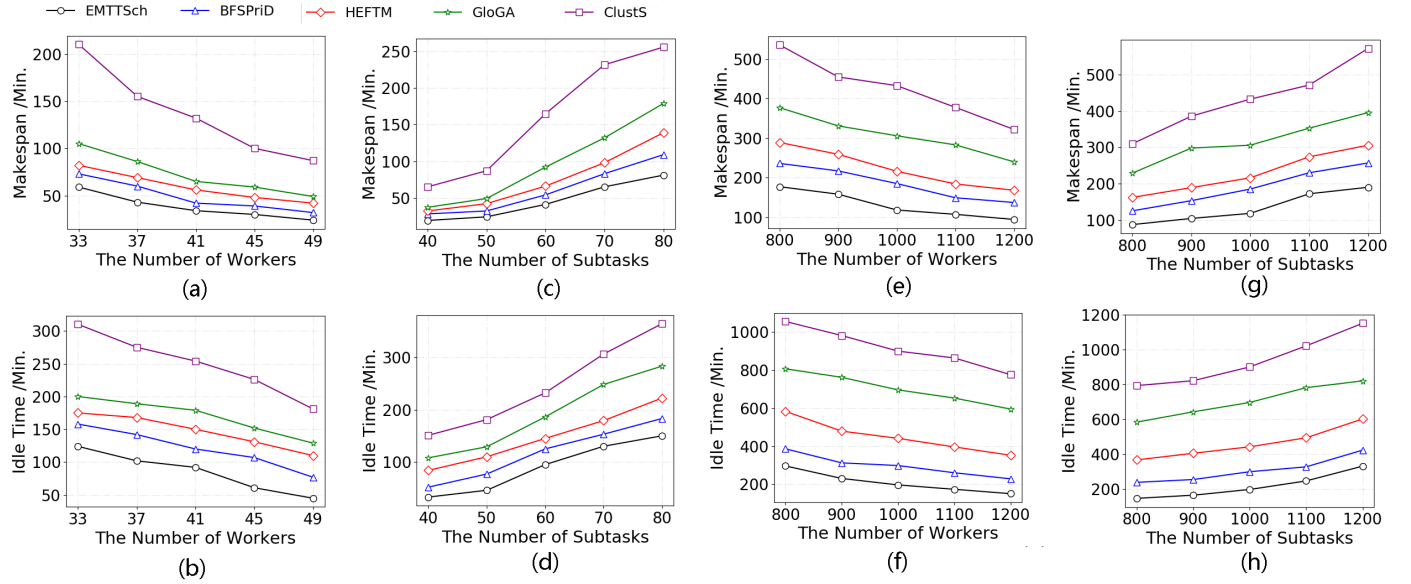 EMTTSch BFSPriD HEFTM GloGA ClustS
Makespan /Min.
200
150
100
50
33 37 41 45 49
The Number of Workers
(a)
Makespan /Min.
250
200
150
100
50
40 50 60 70 80
The Number of Subtasks
(c)
Makespan /Min.
500
400
300
200
100
800 900 1000 1100 1200
The Number of Workers
(e)
Makespan /Min.
500
400
300
200
100
800 900 1000 1100 1200
The Number of Subtasks
(g)
Idle Time /Min.
300
250
200
150
100
50
33 37 41 45 49
The Number of Workers
(b)
Idle Time /Min.
300
200
100
40 50 60 70 80
The Number of Subtasks
(d)
Idle Time /Min.
1000
800
600
400
200
800 900 1000 1100 1200
The Number of Workers
(f)
Idle Time /Min.
1200
1000
800
600
400
200
800 900 1000 1100 1200
The Number of Subtasks
(h)